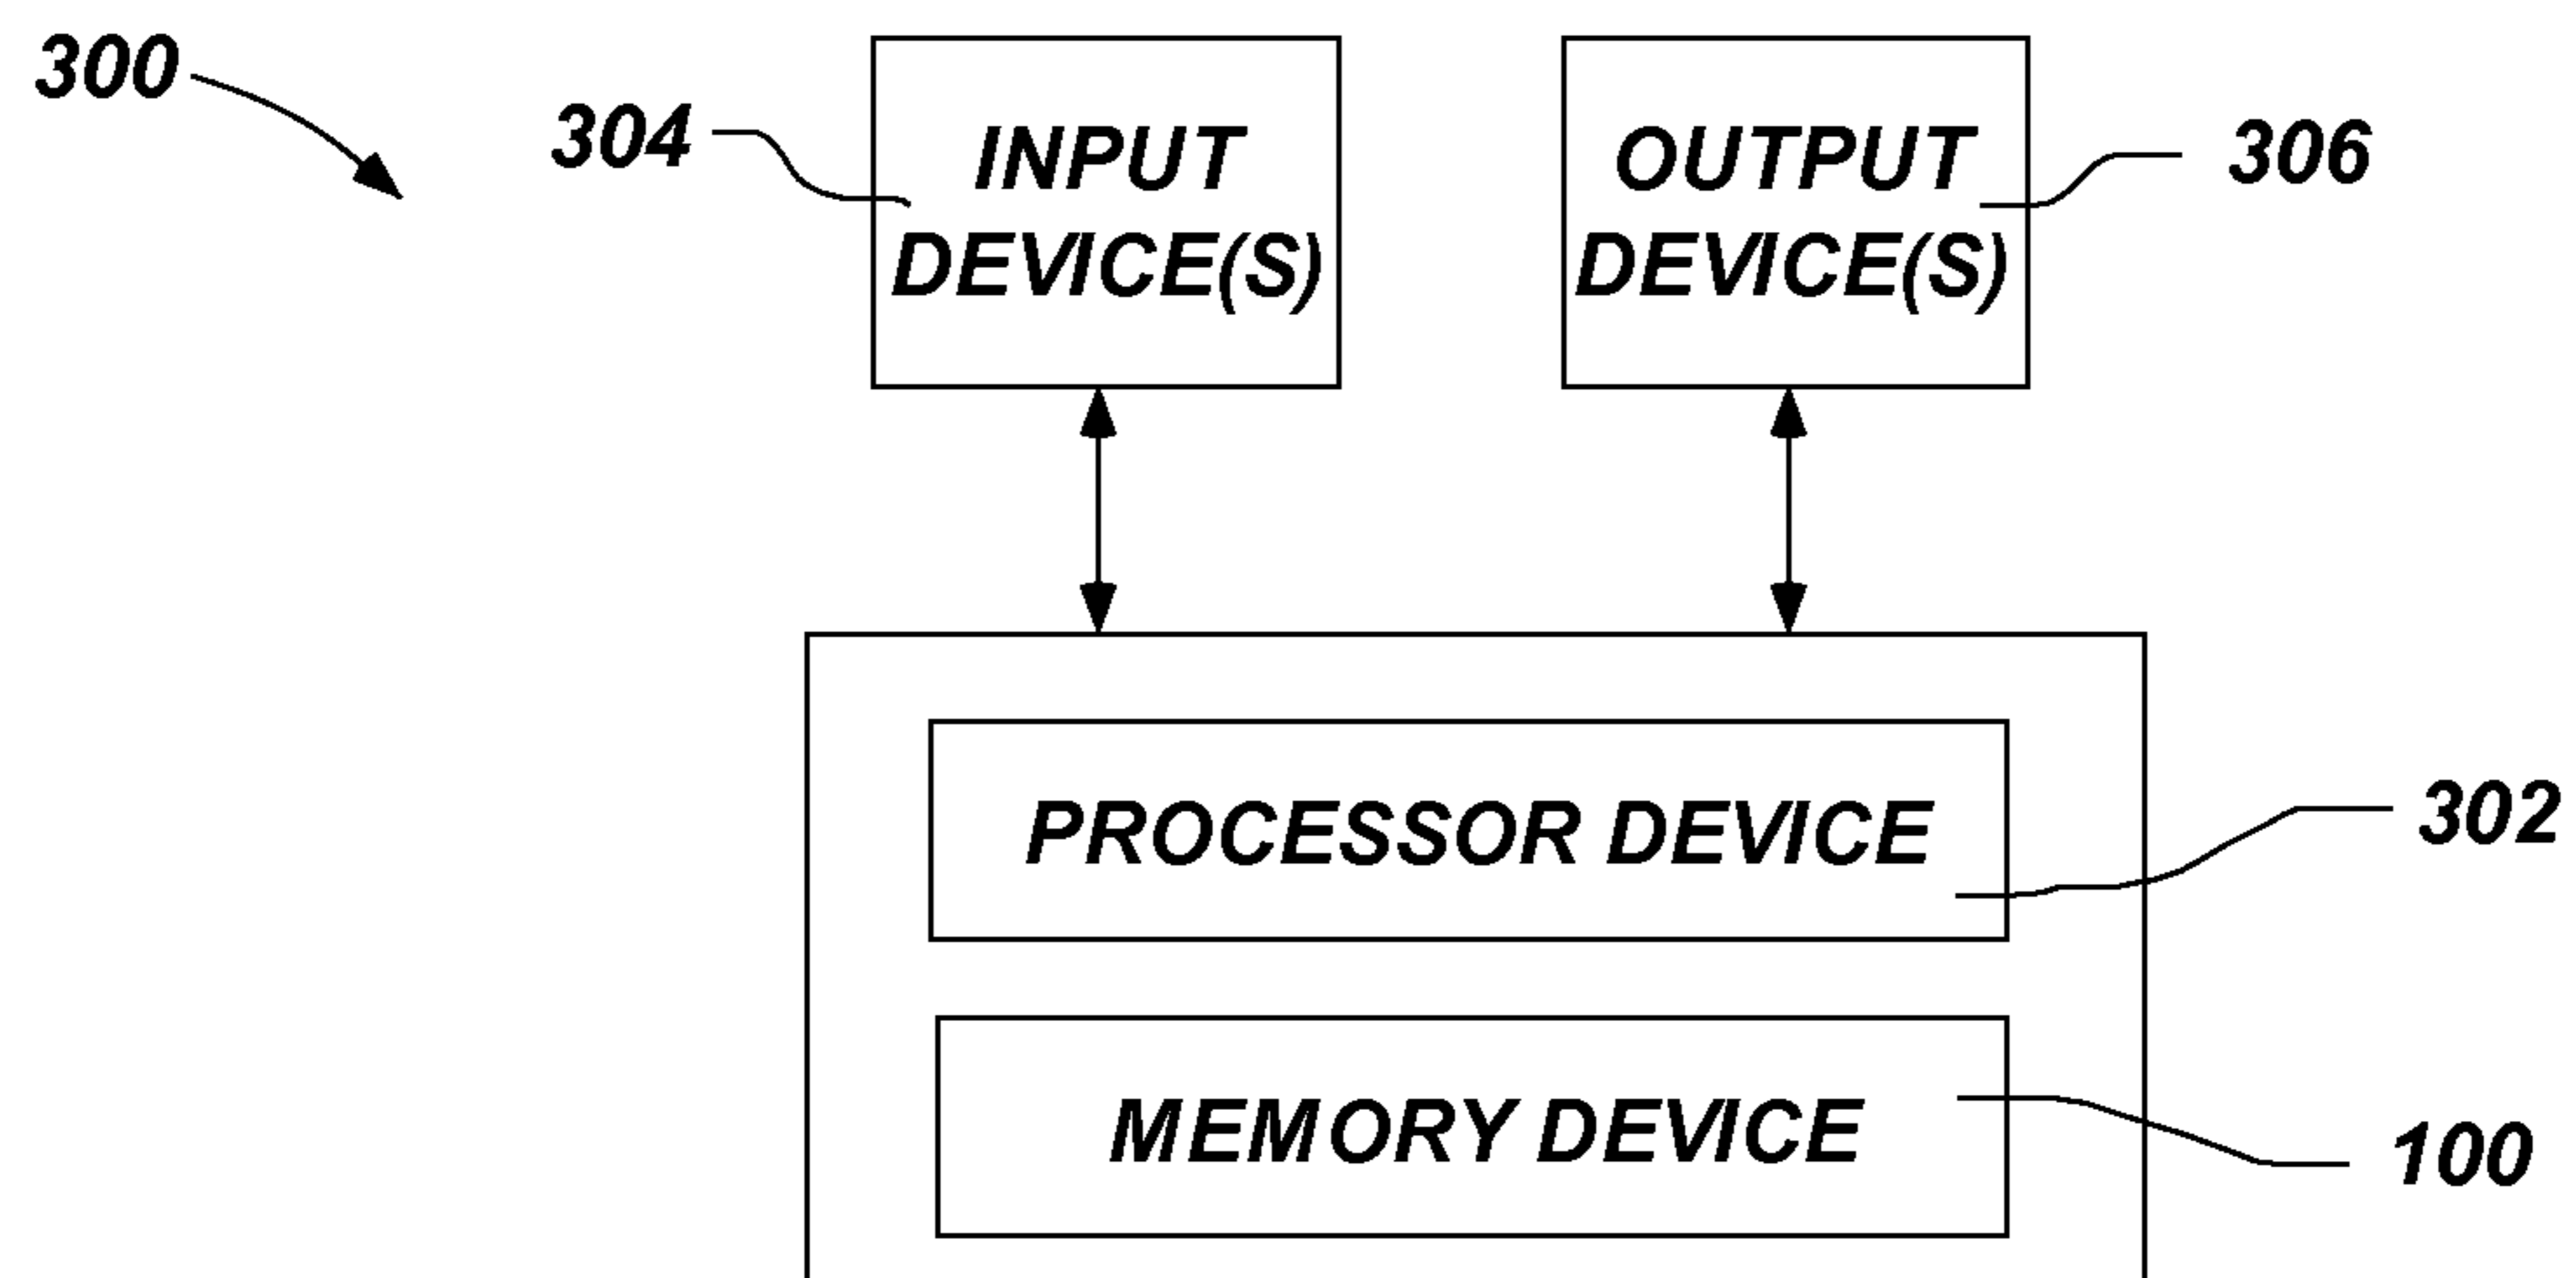 300
304
INPUT
DEVICE(S)
OUTPUT
DEVICE(S)
306
PROCESSOR DEVICE
302
MEMORY DEVICE
100